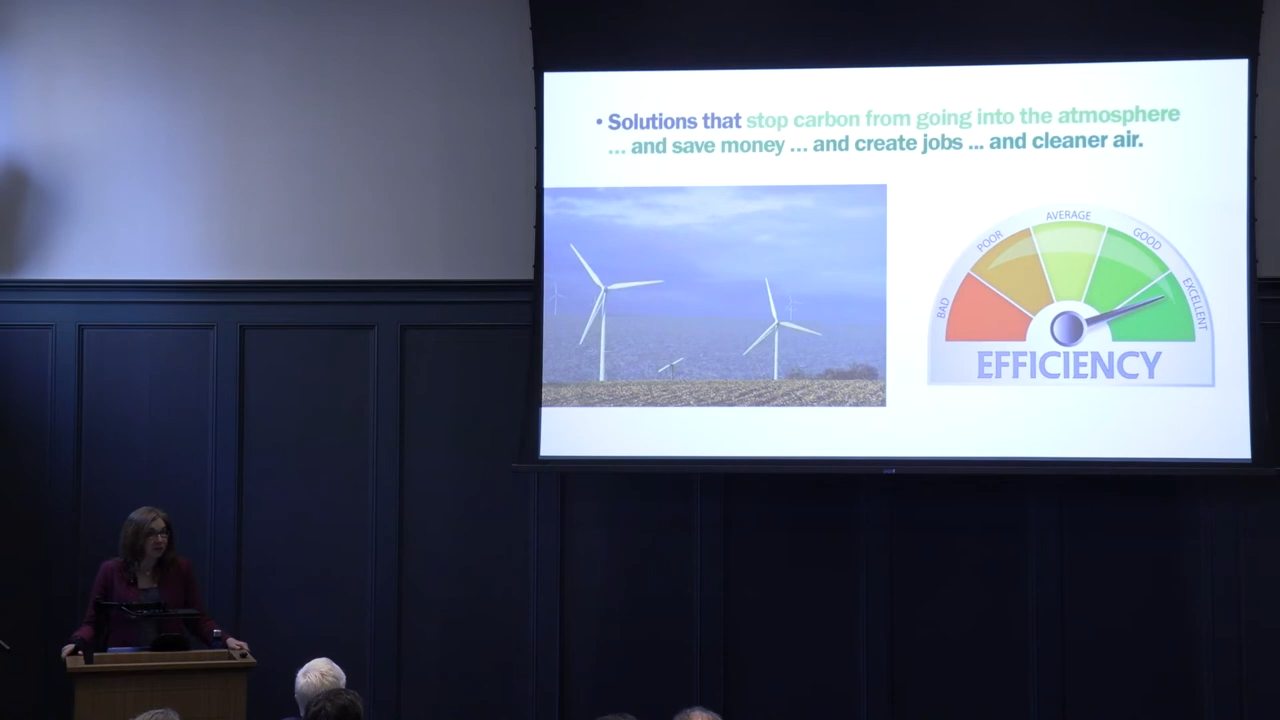 • Solutions that stop carbon from going into the atmosphere
... and save money ... and create jobs ... and cleaner air.
BAD
POOR
AVERAGE
GOOD
EXCELLENT
EFFICIENCY